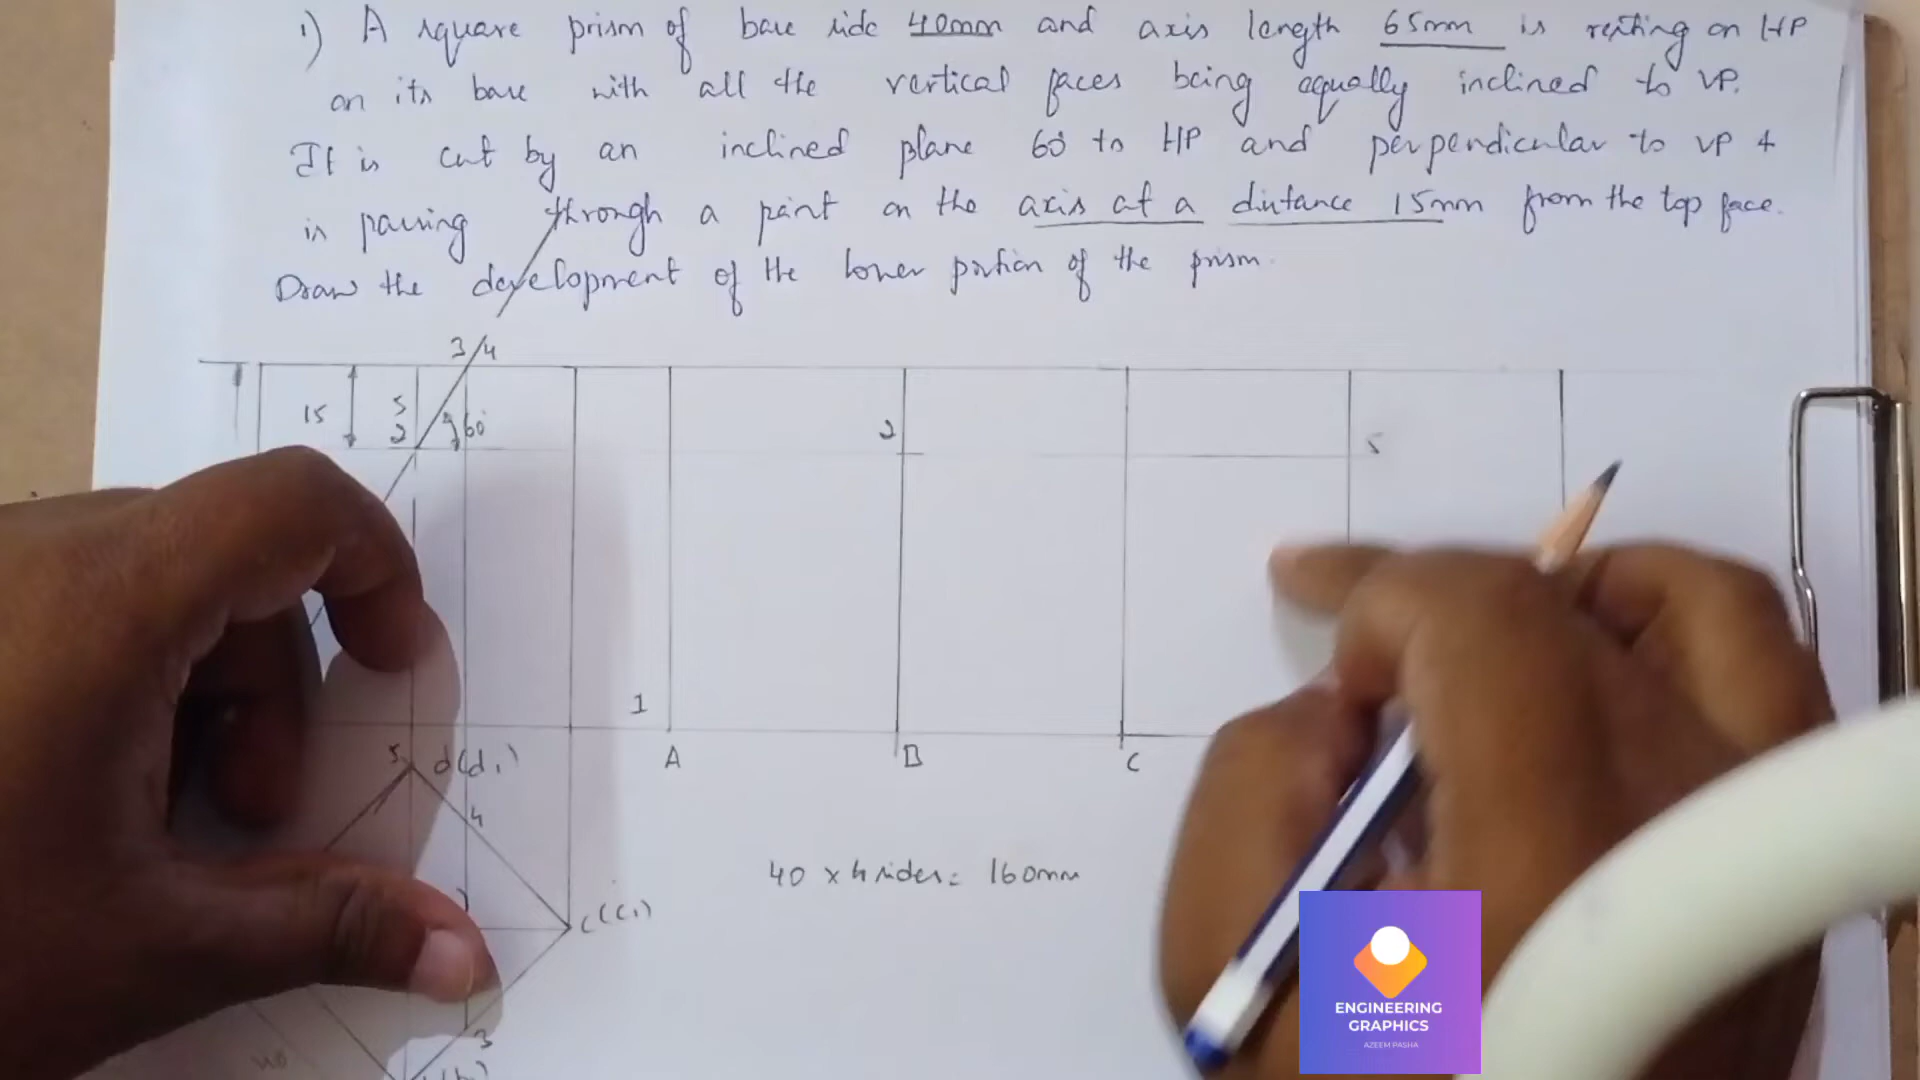 1) A square prism of base side 40mm and axis length 65mm is resting on HP
on its base with all the vertical faces being equally inclined to VP.
It is cut by an inclined plane 60° to HP and perpendicular to VP +
is passing through a point on the axis at a distance 15mm from the top face.
Draw the development of the lower portion of the prism.
3/4
15
5
2
60°
2
5
1
5
d(d1)
A
B
C
4
40 x 4 sides = 160mm
c(c1)
3
40
ENGINEERING
GRAPHICS
AZEEM PASHA